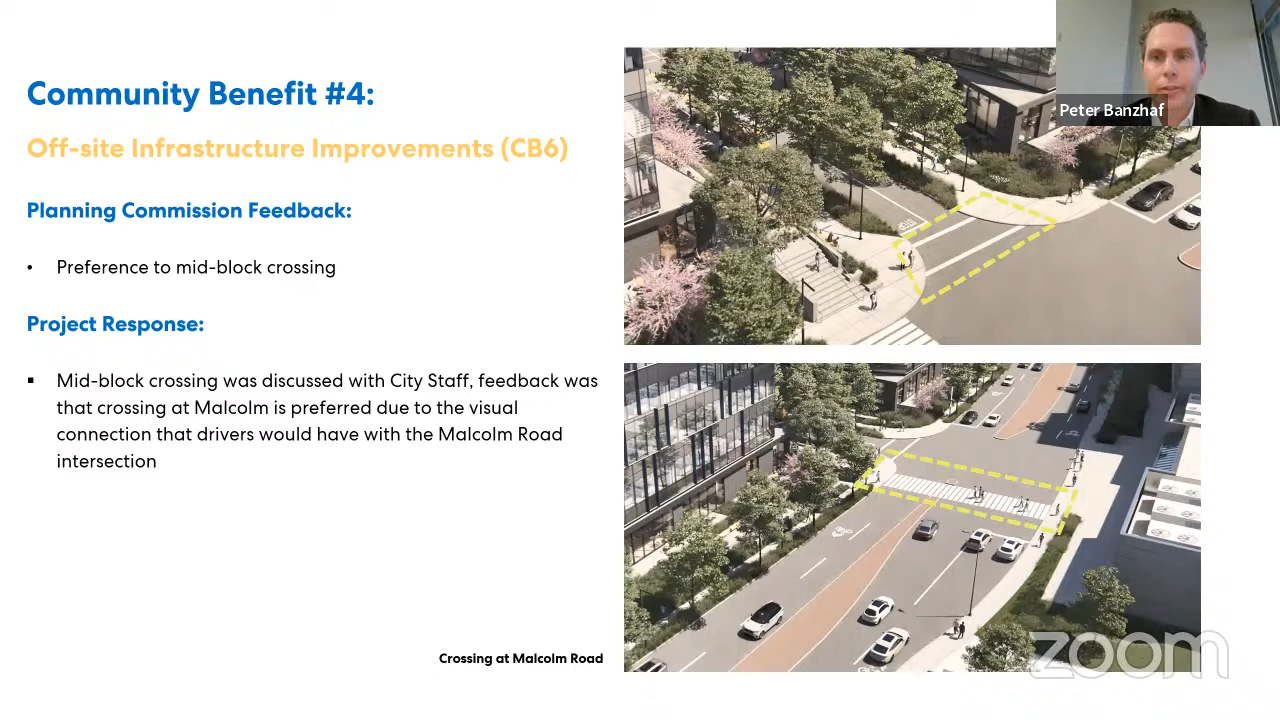 Community Benefit #4:
Off-site Infrastructure Improvements (CB6)
Planning Commission Feedback:
• Preference to mid-block crossing
Project Response:
▪ Mid-block crossing was discussed with City Staff, feedback was
that crossing at Malcolm is preferred due to the visual
connection that drivers would have with the Malcolm Road
intersection
Crossing at Malcolm Road
Peter Banzhaf
zoom